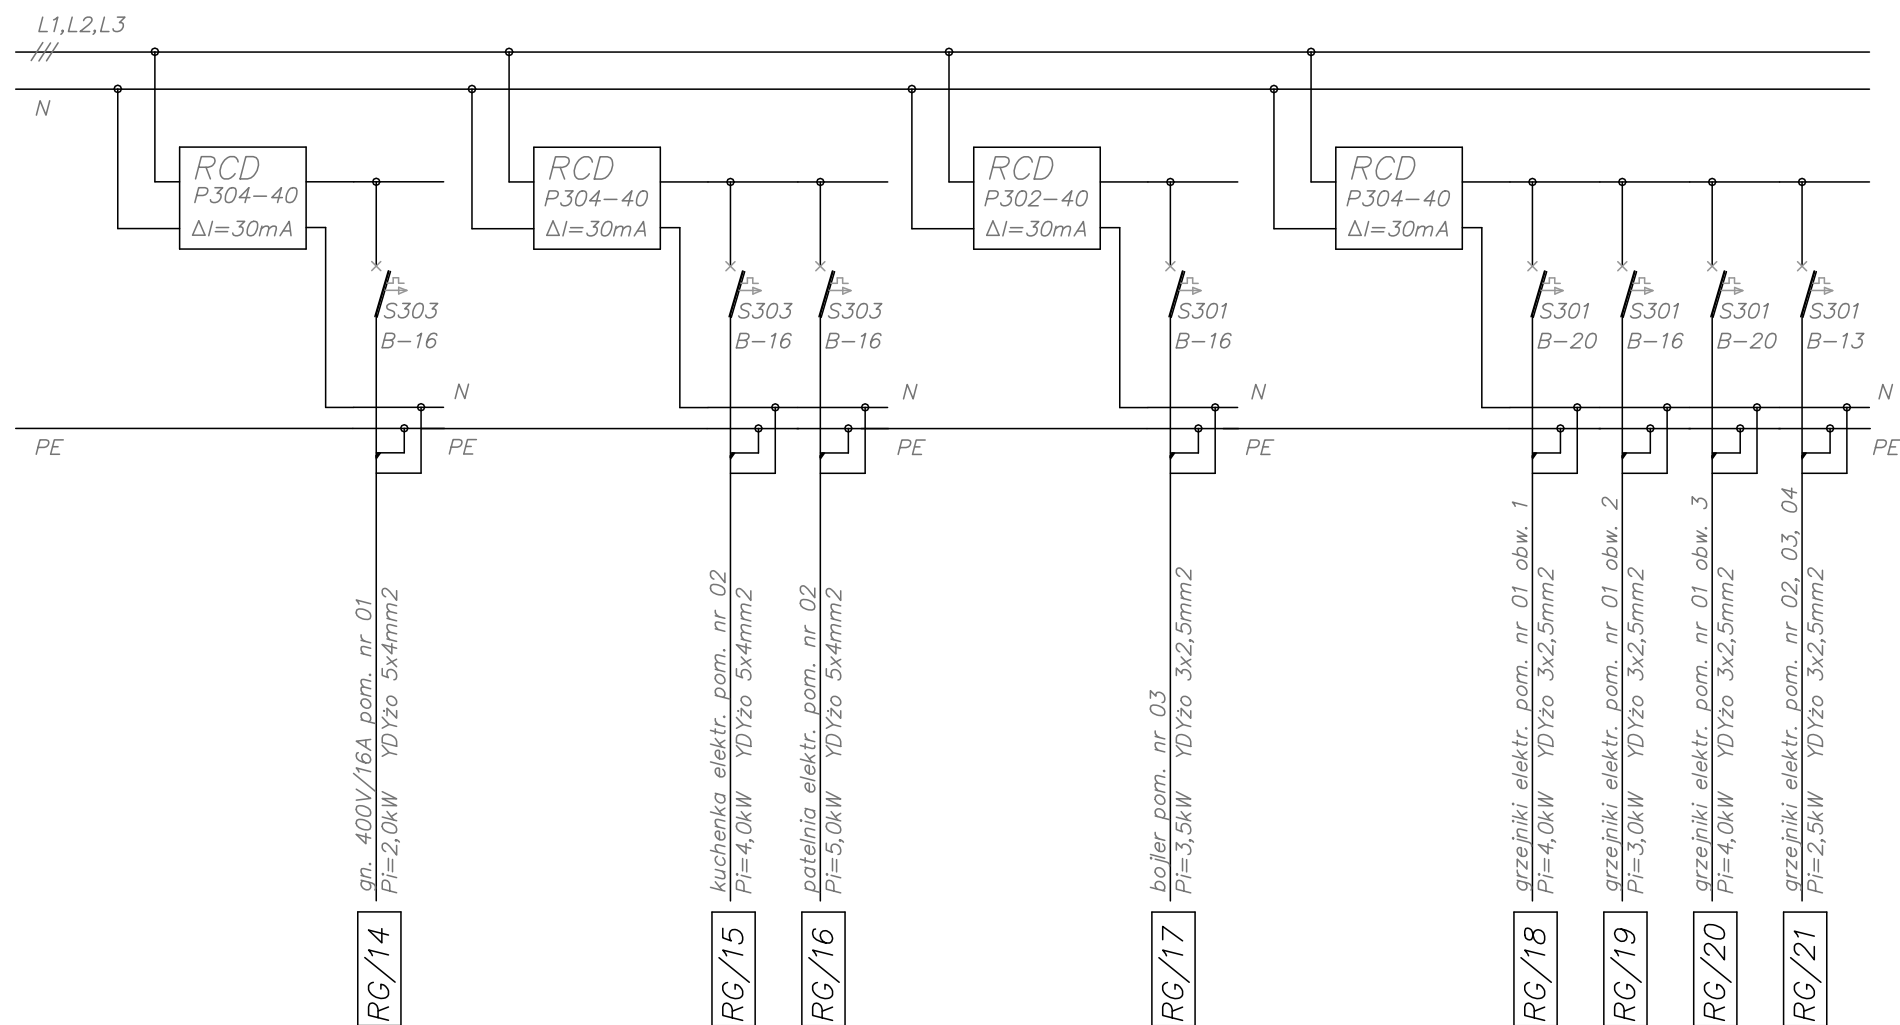 L1,L2,L3
N
RCD
P304-40
ΔI=30mA
RCD
P304-40
ΔI=30mA
RCD
P302-40
ΔI=30mA
RCD
P304-40
ΔI=30mA
S303
B-16
S303
B-16
S303
B-16
S301
B-16
S301
B-20
S301
B-16
S301
B-20
S301
B-13
N
N
N
N
PE
PE
PE
PE
PE
gn. 400V/16A pom. nr 01
Pi=2,0kW YDYżo 5x4mm2
kuchenka elektr. pom. nr 02
Pi=4,0kW YDYżo 5x4mm2
patelnia elektr. pom. nr 02
Pi=5,0kW YDYżo 5x4mm2
bojler pom. nr 03
Pi=3,5kW YDYżo 3x2,5mm2
grzejniki elektr. pom. nr 01 obw. 1
Pi=4,0kW YDYżo 3x2,5mm2
grzejniki elektr. pom. nr 01 obw. 2
Pi=3,0kW YDYżo 3x2,5mm2
grzejniki elektr. pom. nr 01 obw. 3
Pi=4,0kW YDYżo 3x2,5mm2
grzejniki elektr. pom. nr 02, 03, 04
Pi=2,5kW YDYżo 3x2,5mm2
RG/14
RG/15
RG/16
RG/17
RG/18
RG/19
RG/20
RG/21